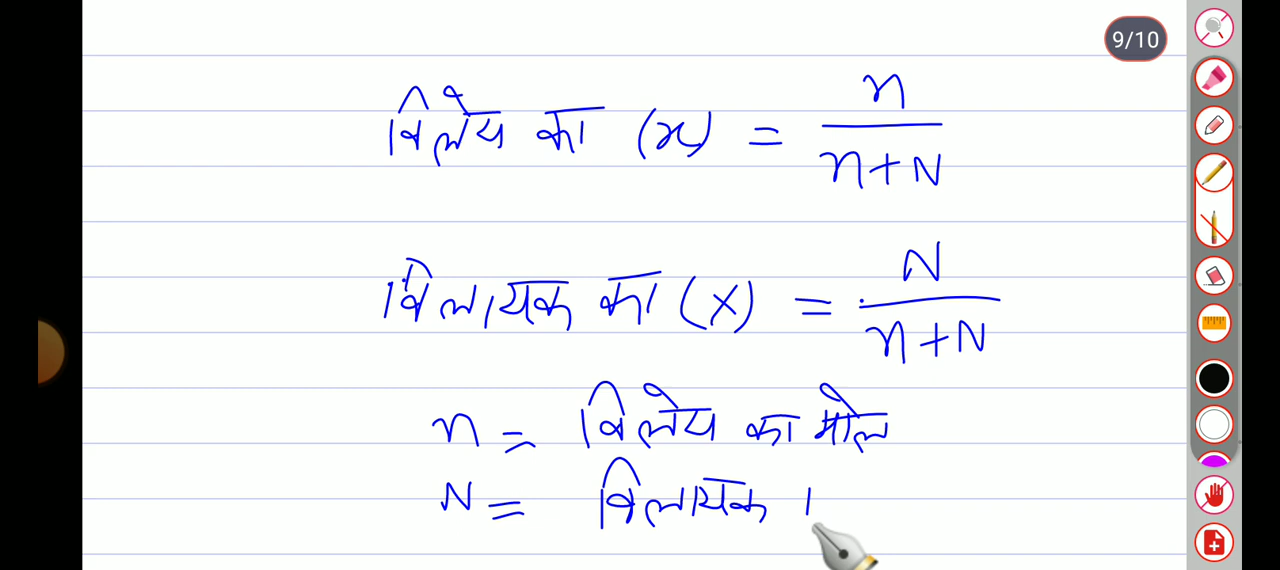 9/10
विलेय का (x) = n/(n+N)
विलायक का (X) = N/(n+N)
n = विलेय का मोल
N = विलायक